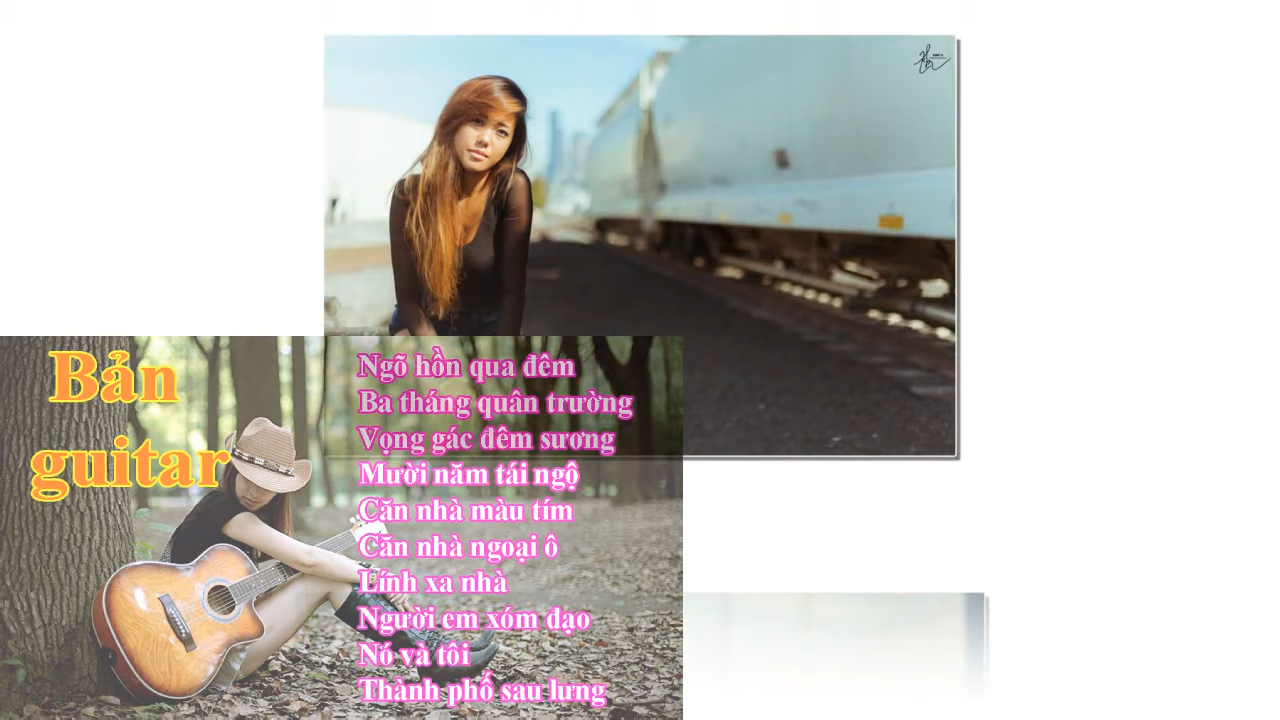 Bản
guitar
Ngõ hồn qua đêm
Ba tháng quân trường
Vọng gác đêm sương
Mười năm tái ngộ
Căn nhà màu tím
Căn nhà ngoại ô
Lính xa nhà
Người em xóm đạo
Nó và tôi
Thành phố sau lưng